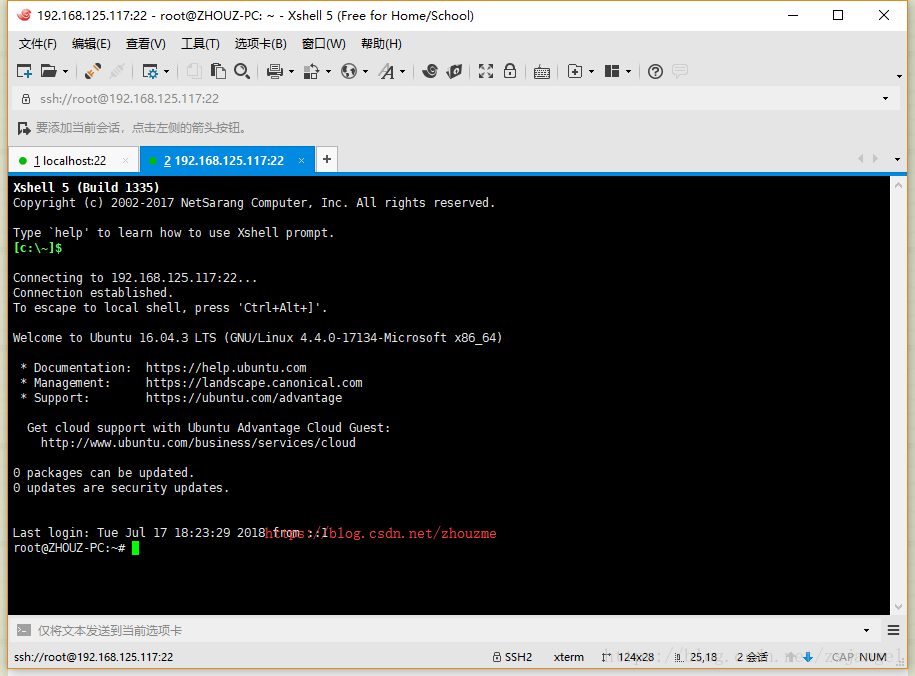 192.168.125.117:22 - root@ZHOUZ-PC: ~ - Xshell 5 (Free for Home/School)
文件(F) 编辑(E) 查看(V) 工具(T) 选项卡(B) 窗口(W) 帮助(H)
ssh://root@192.168.125.117:22
要添加当前会话，点击左侧的箭头按钮。
1 localhost:22 × 2 192.168.125.117:22 × +
Xshell 5 (Build 1335)
Copyright (c) 2002-2017 NetSarang Computer, Inc. All rights reserved.
Type `help' to learn how to use Xshell prompt.
[c:\~]$
Connecting to 192.168.125.117:22...
Connection established.
To escape to local shell, press 'Ctrl+Alt+]'.
Welcome to Ubuntu 16.04.3 LTS (GNU/Linux 4.4.0-17134-Microsoft x86_64)
* Documentation: https://help.ubuntu.com
* Management: https://landscape.canonical.com
* Support: https://ubuntu.com/advantage
Get cloud support with Ubuntu Advantage Cloud Guest:
http://www.ubuntu.com/business/services/cloud
0 packages can be updated.
0 updates are security updates.
Last login: Tue Jul 17 18:23:29 2018 from ::1
https://blog.csdn.net/zhouzme
root@ZHOUZ-PC:~#
仅将文本发送到当前选项卡
ssh://root@192.168.125.117:22 SSH2 xterm 124x28 25,18 2 会话 CAP NUM